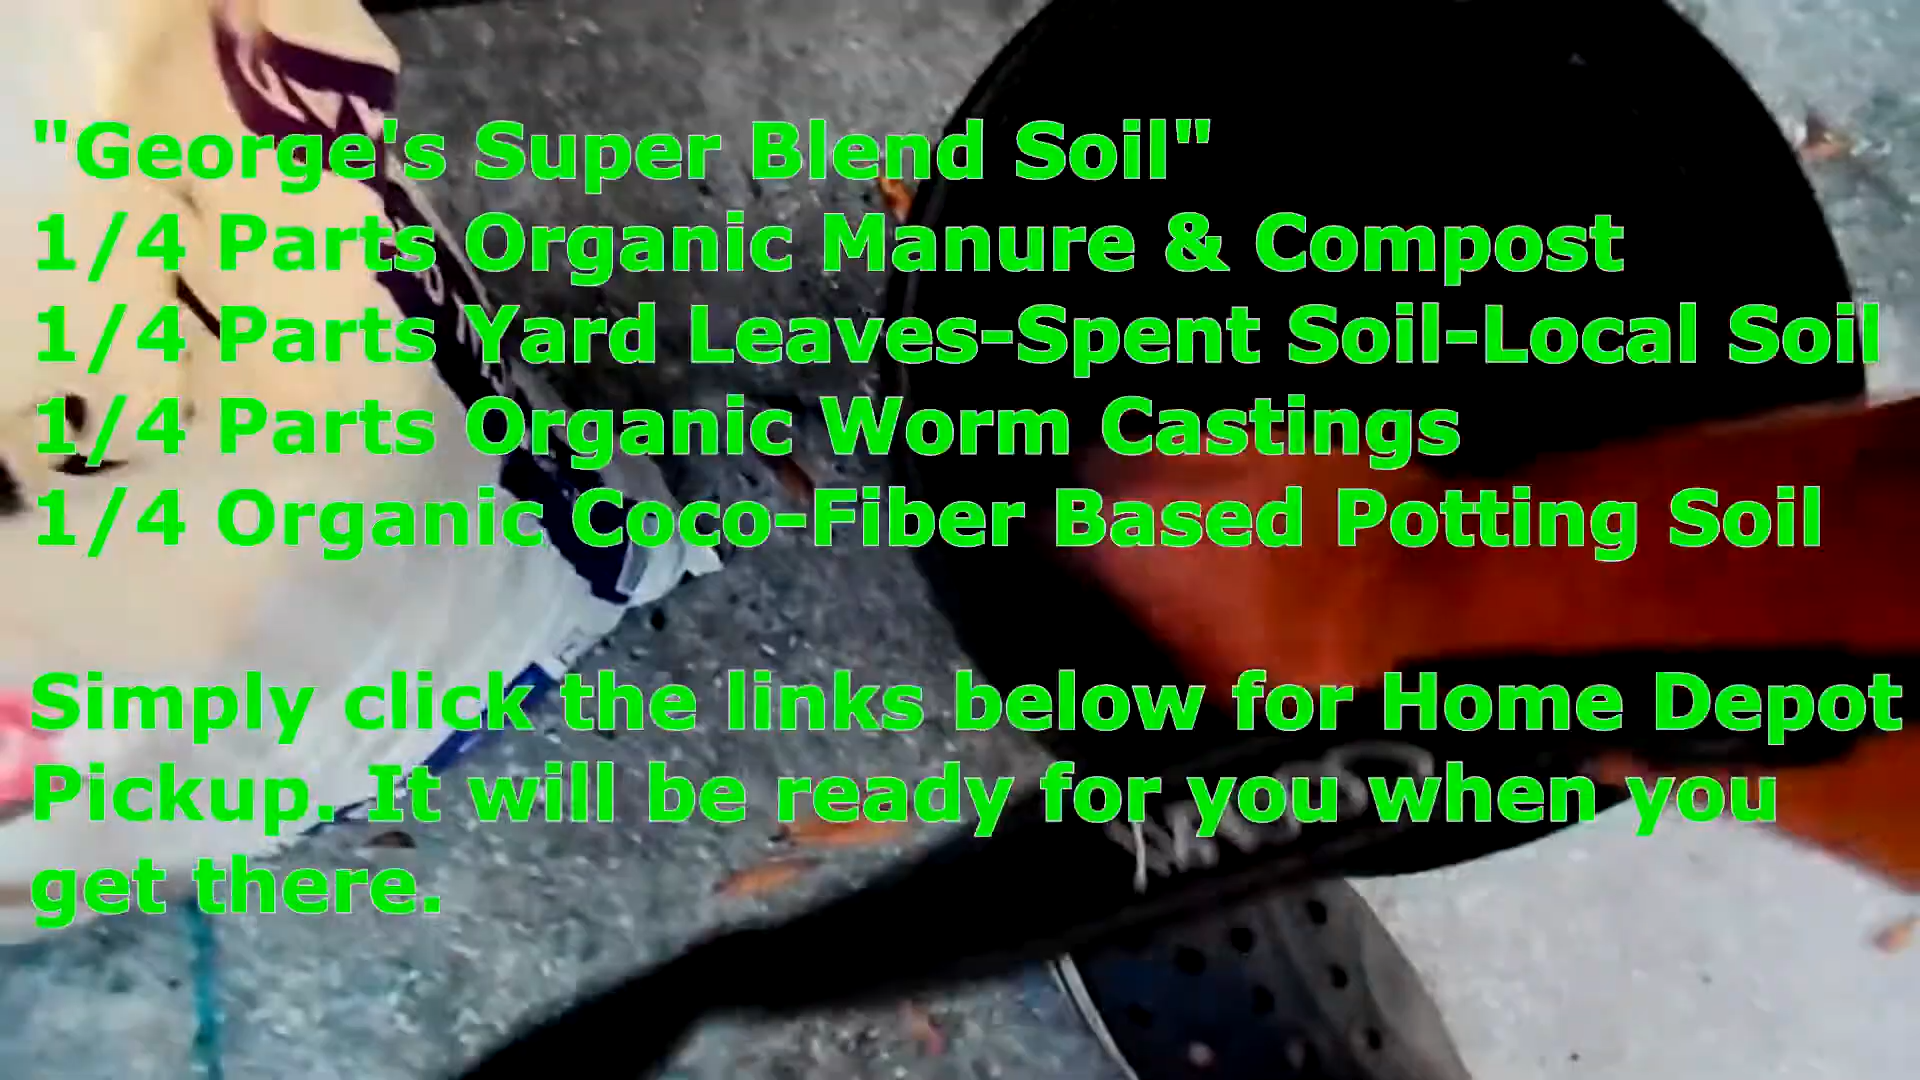 "George's Super Blend Soil"
1/4 Parts Organic Manure & Compost
1/4 Parts Yard Leaves-Spent Soil-Local Soil
1/4 Parts Organic Worm Castings
1/4 Organic Coco-Fiber Based Potting Soil
Simply click the links below for Home Depot
Pickup. It will be ready for you when you
get there.